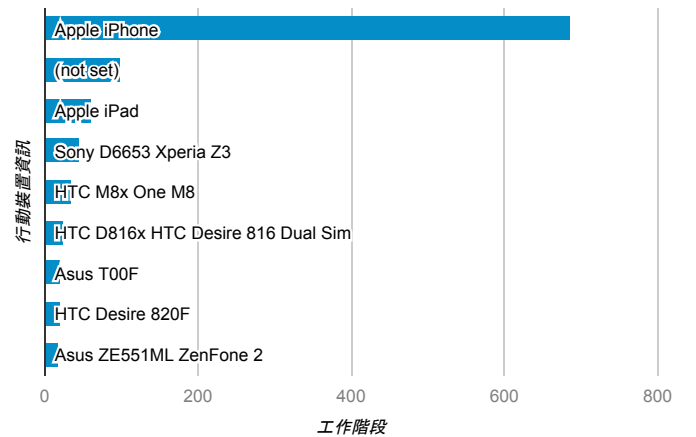 Apple iPhone
(not set)
Apple iPad
Sony D6653 Xperia Z3
HTC M8x One M8
HTC D816x HTC Desire 816 Dual Sim
Asus T00F
HTC Desire 820F
Asus ZE551ML ZenFone 2
行動裝置資訊
0 200 400 600 800
工作階段